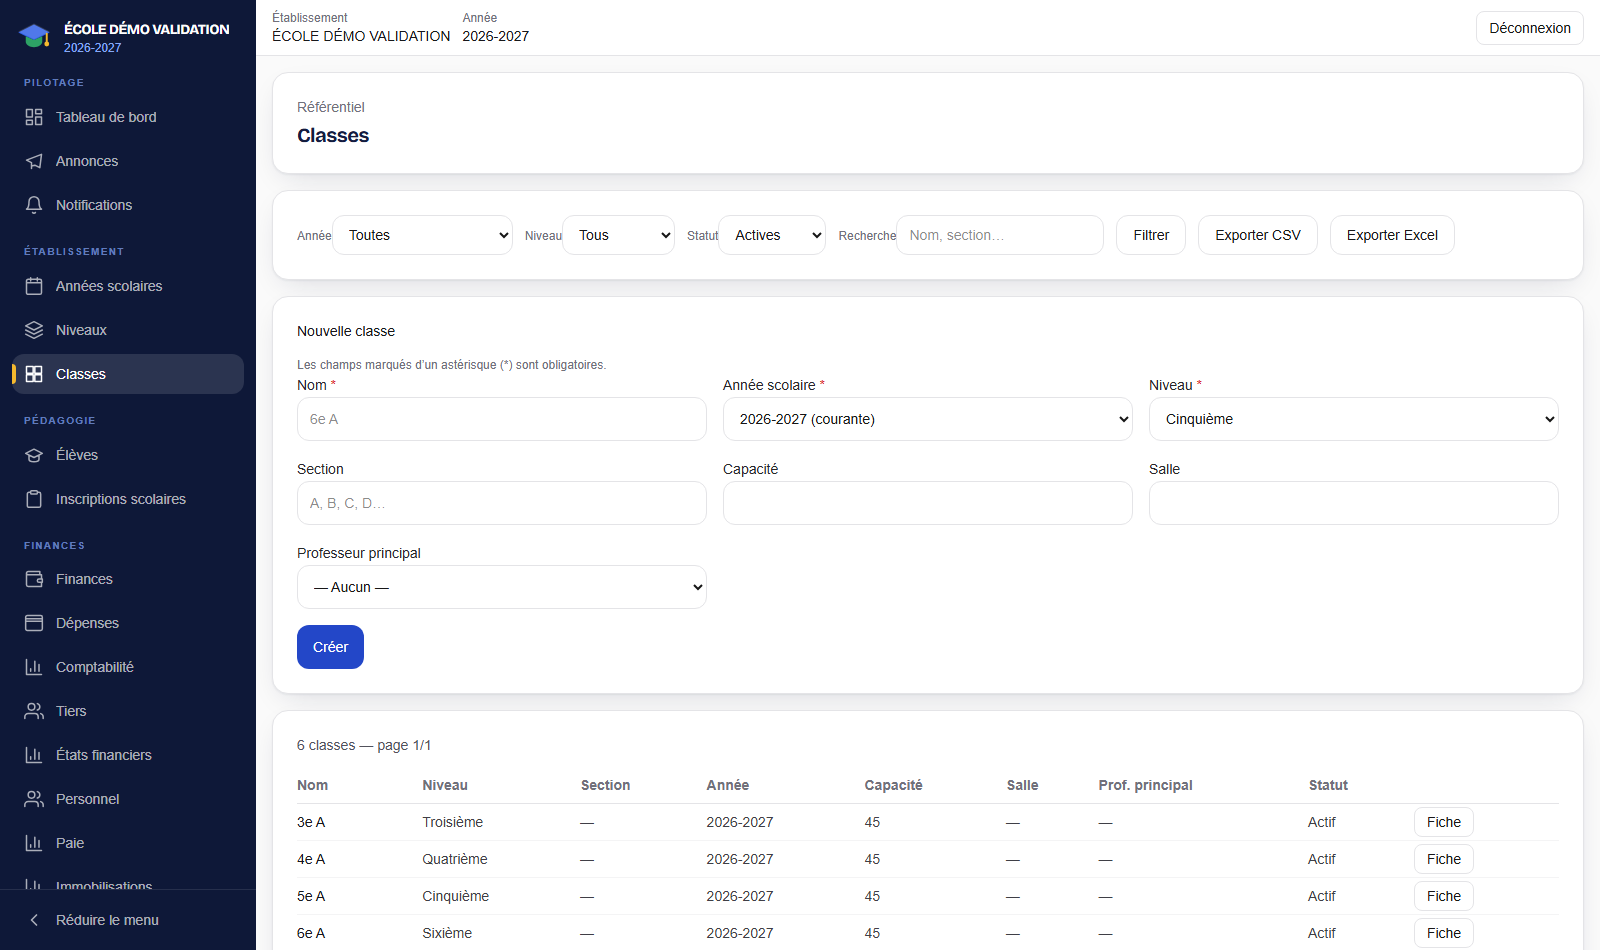 ÉCOLE DÉMO VALIDATION
2026-2027
PILOTAGE
Tableau de bord
Annonces
Notifications
ÉTABLISSEMENT
Années scolaires
Niveaux
Classes
PÉDAGOGIE
Élèves
Inscriptions scolaires
FINANCES
Finances
Dépenses
Comptabilité
Tiers
États financiers
Personnel
Paie
Immobilisations
Réduire le menu
Établissement Année
ÉCOLE DÉMO VALIDATION 2026-2027
Déconnexion
Référentiel
Classes
Année Toutes Niveau Tous Statut Actives Recherche Nom, section… Filtrer Exporter CSV Exporter Excel
Nouvelle classe
Les champs marqués d’un astérisque (*) sont obligatoires.
Nom * Année scolaire * Niveau *
6e A 2026-2027 (courante) Cinquième
Section Capacité Salle
A, B, C, D…
Professeur principal
— Aucun —
Créer
6 classes — page 1/1
Nom Niveau Section Année Capacité Salle Prof. principal Statut
3e A Troisième — 2026-2027 45 — — Actif Fiche
4e A Quatrième — 2026-2027 45 — — Actif Fiche
5e A Cinquième — 2026-2027 45 — — Actif Fiche
6e A Sixième — 2026-2027 45 — — Actif Fiche